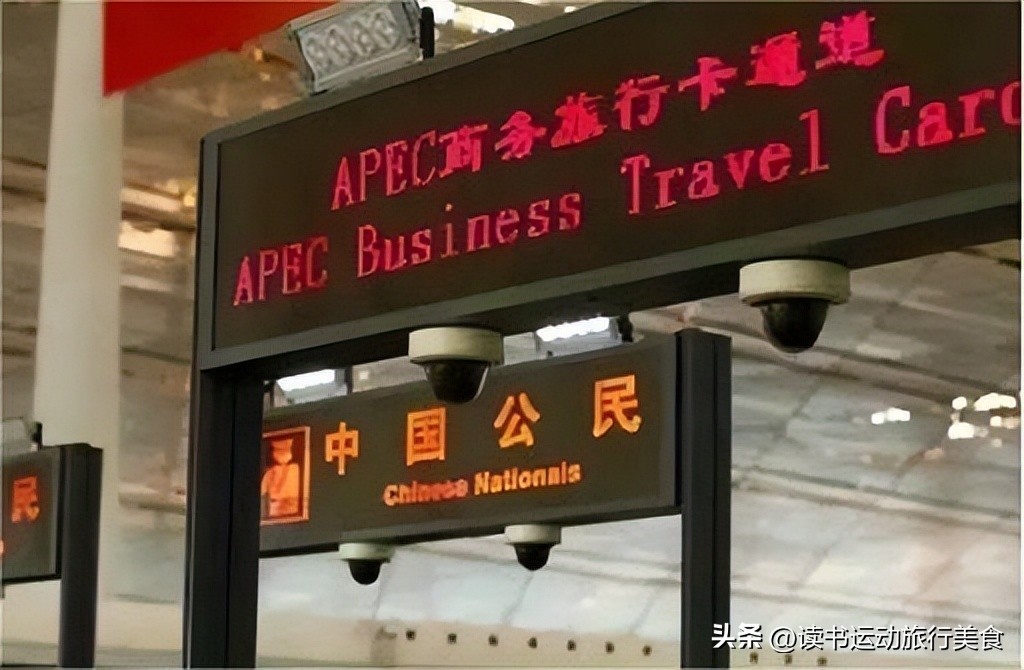 APEC商务旅行卡通道
APEC Business Travel Card
中国公民
Chinese Nationals
民
头条 @读书运动旅行美食